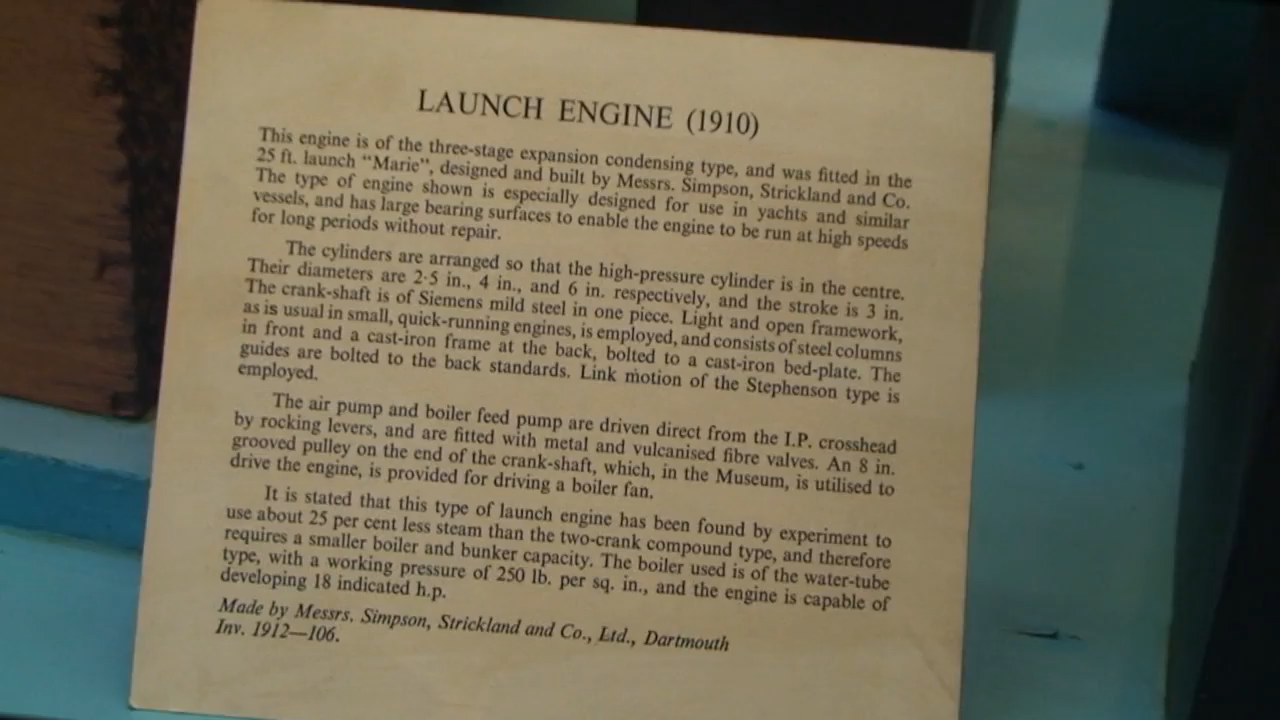 LAUNCH ENGINE (1910)
This engine is of the three-stage expansion condensing type, and was fitted in the
25 ft. launch "Marie", designed and built by Messrs. Simpson, Strickland and Co.
The type of engine shown is especially designed for use in yachts and similar
vessels, and has large bearing surfaces to enable the engine to be run at high speeds
for long periods without repair.
The cylinders are arranged so that the high-pressure cylinder is in the centre.
Their diameters are 2·5 in., 4 in., and 6 in. respectively, and the stroke is 3 in.
The crank-shaft is of Siemens mild steel in one piece. Light and open framework,
as is usual in small, quick-running engines, is employed, and consists of steel columns
in front and a cast-iron frame at the back, bolted to a cast-iron bed-plate. The
guides are bolted to the back standards. Link motion of the Stephenson type is
employed.
The air pump and boiler feed pump are driven direct from the I.P. crosshead
by rocking levers, and are fitted with metal and vulcanised fibre valves. An 8 in.
grooved pulley on the end of the crank-shaft, which, in the Museum, is utilised to
drive the engine, is provided for driving a boiler fan.
It is stated that this type of launch engine has been found by experiment to
use about 25 per cent less steam than the two-crank compound type, and therefore
requires a smaller boiler and bunker capacity. The boiler used is of the water-tube
type, with a working pressure of 250 lb. per sq. in., and the engine is capable of
developing 18 indicated h.p.
Made by Messrs. Simpson, Strickland and Co., Ltd., Dartmouth
Inv. 1912—106.